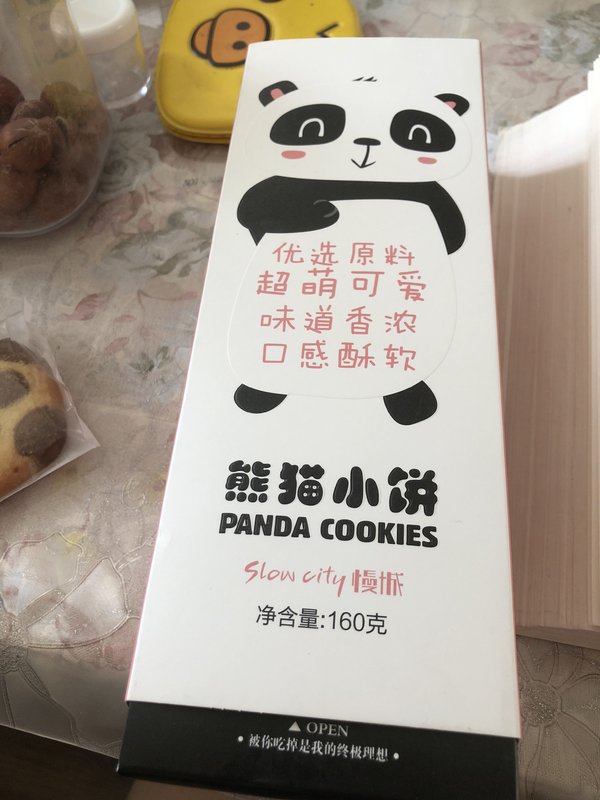 优选原料
超萌可爱
味道香浓
口感酥软
熊猫小饼
PANDA COOKIES
Slow city 慢城
净含量:160克
▲ OPEN
• 被你吃掉是我的终极理想 •